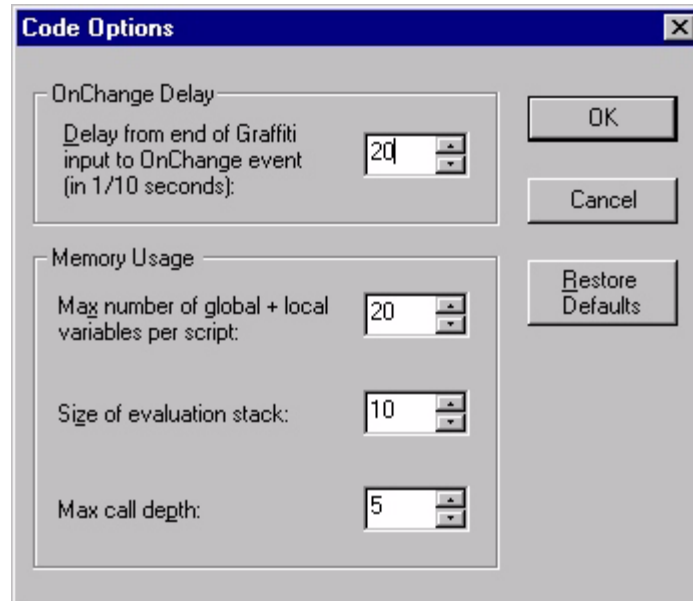 Code Options
OnChange Delay
Delay from end of Graffiti
input to OnChange event
(in 1/10 seconds):
20
OK
Cancel
Restore
Defaults
Memory Usage
Max number of global + local
variables per script:
20
Size of evaluation stack:
10
Max call depth:
5